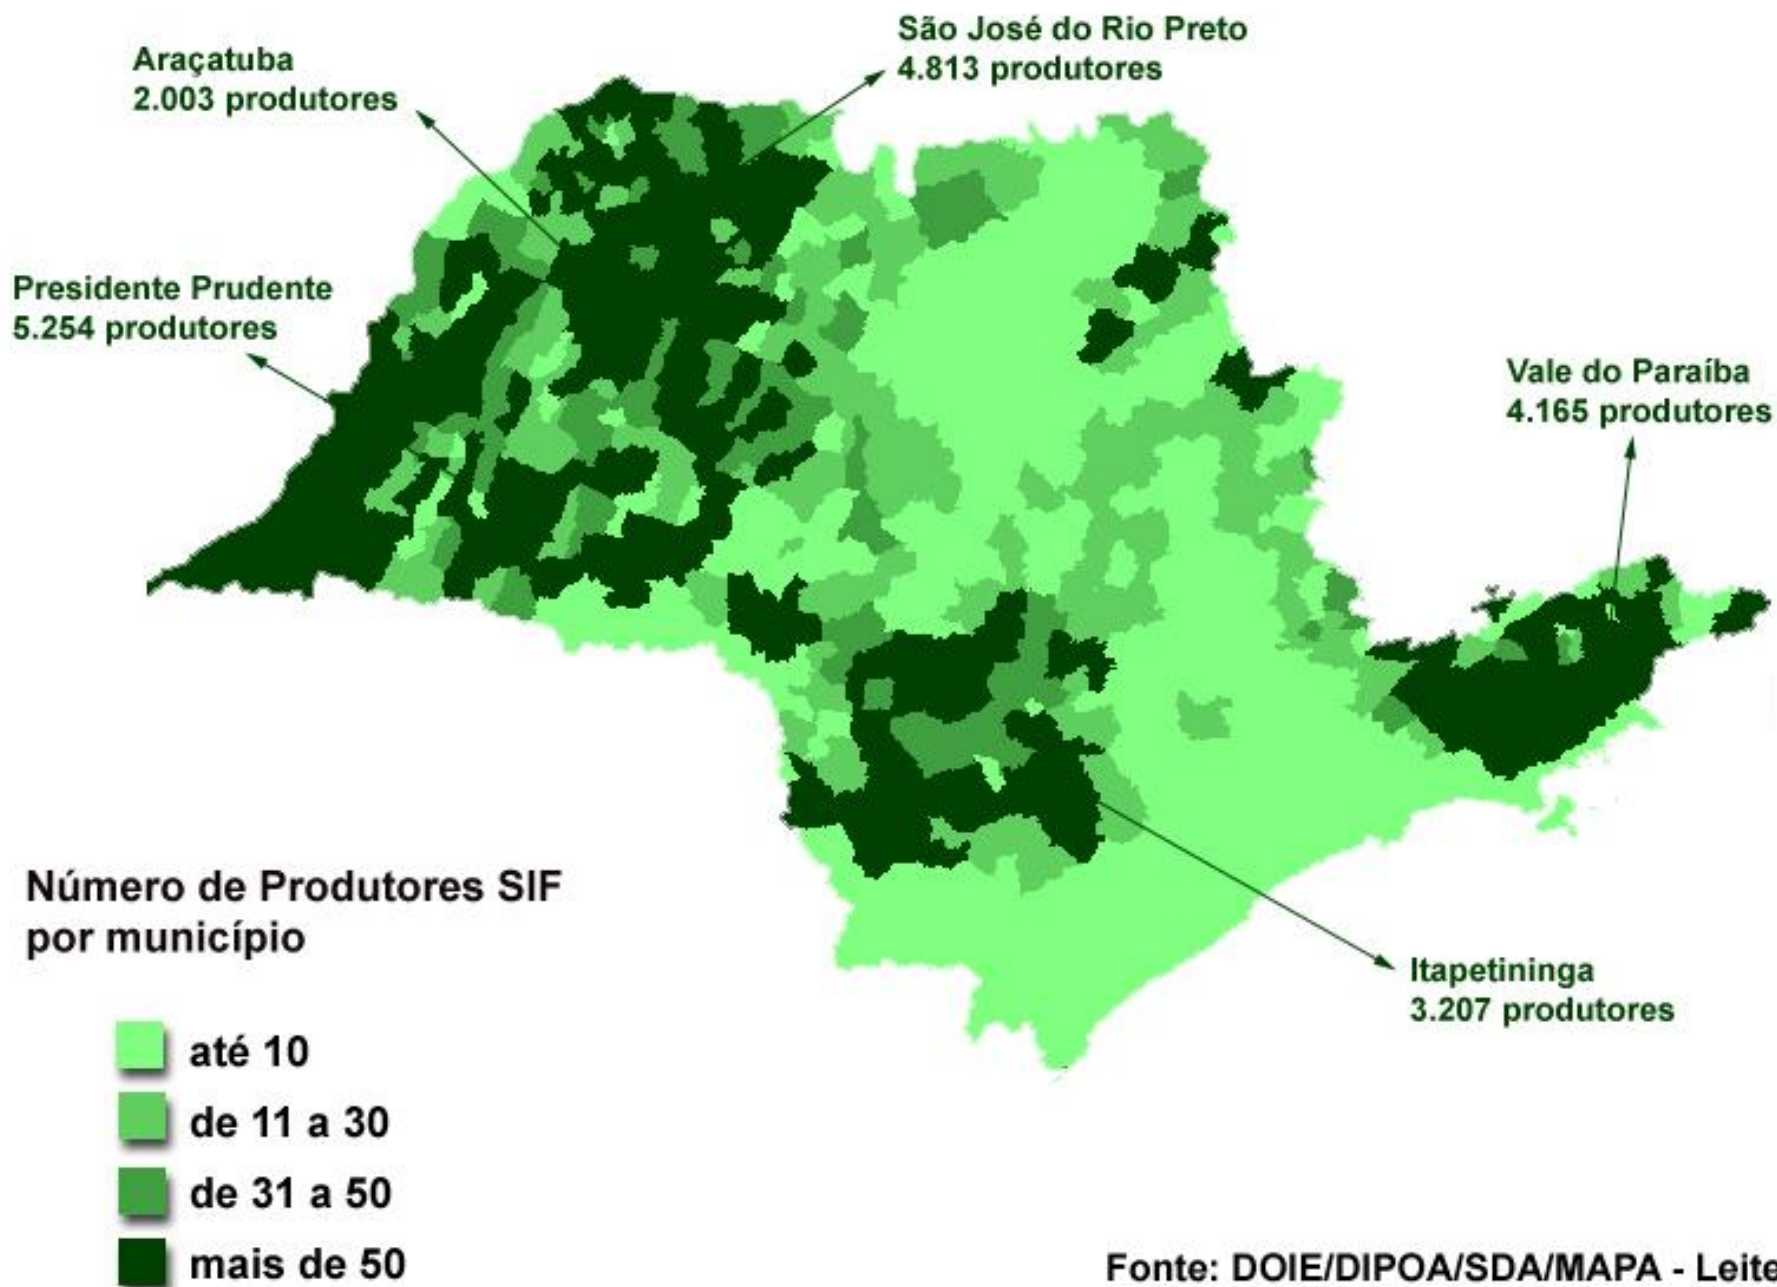 São José do Rio Preto
4.813 produtores
Araçatuba
2.003 produtores
Presidente Prudente
5.254 produtores
Vale do Paraíba
4.165 produtores
Itapetininga
3.207 produtores
Número de Produtores SIF
por município
até 10
de 11 a 30
de 31 a 50
mais de 50
Fonte: DOIE/DIPOA/SDA/MAPA - Leite